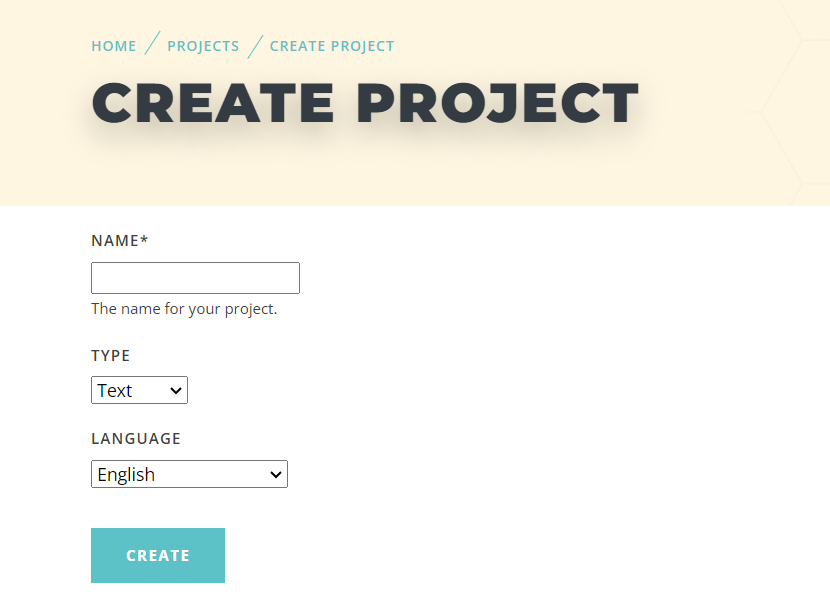 HOME / PROJECTS / CREATE PROJECT
CREATE PROJECT
NAME*
The name for your project.
TYPE
Text
LANGUAGE
English
CREATE